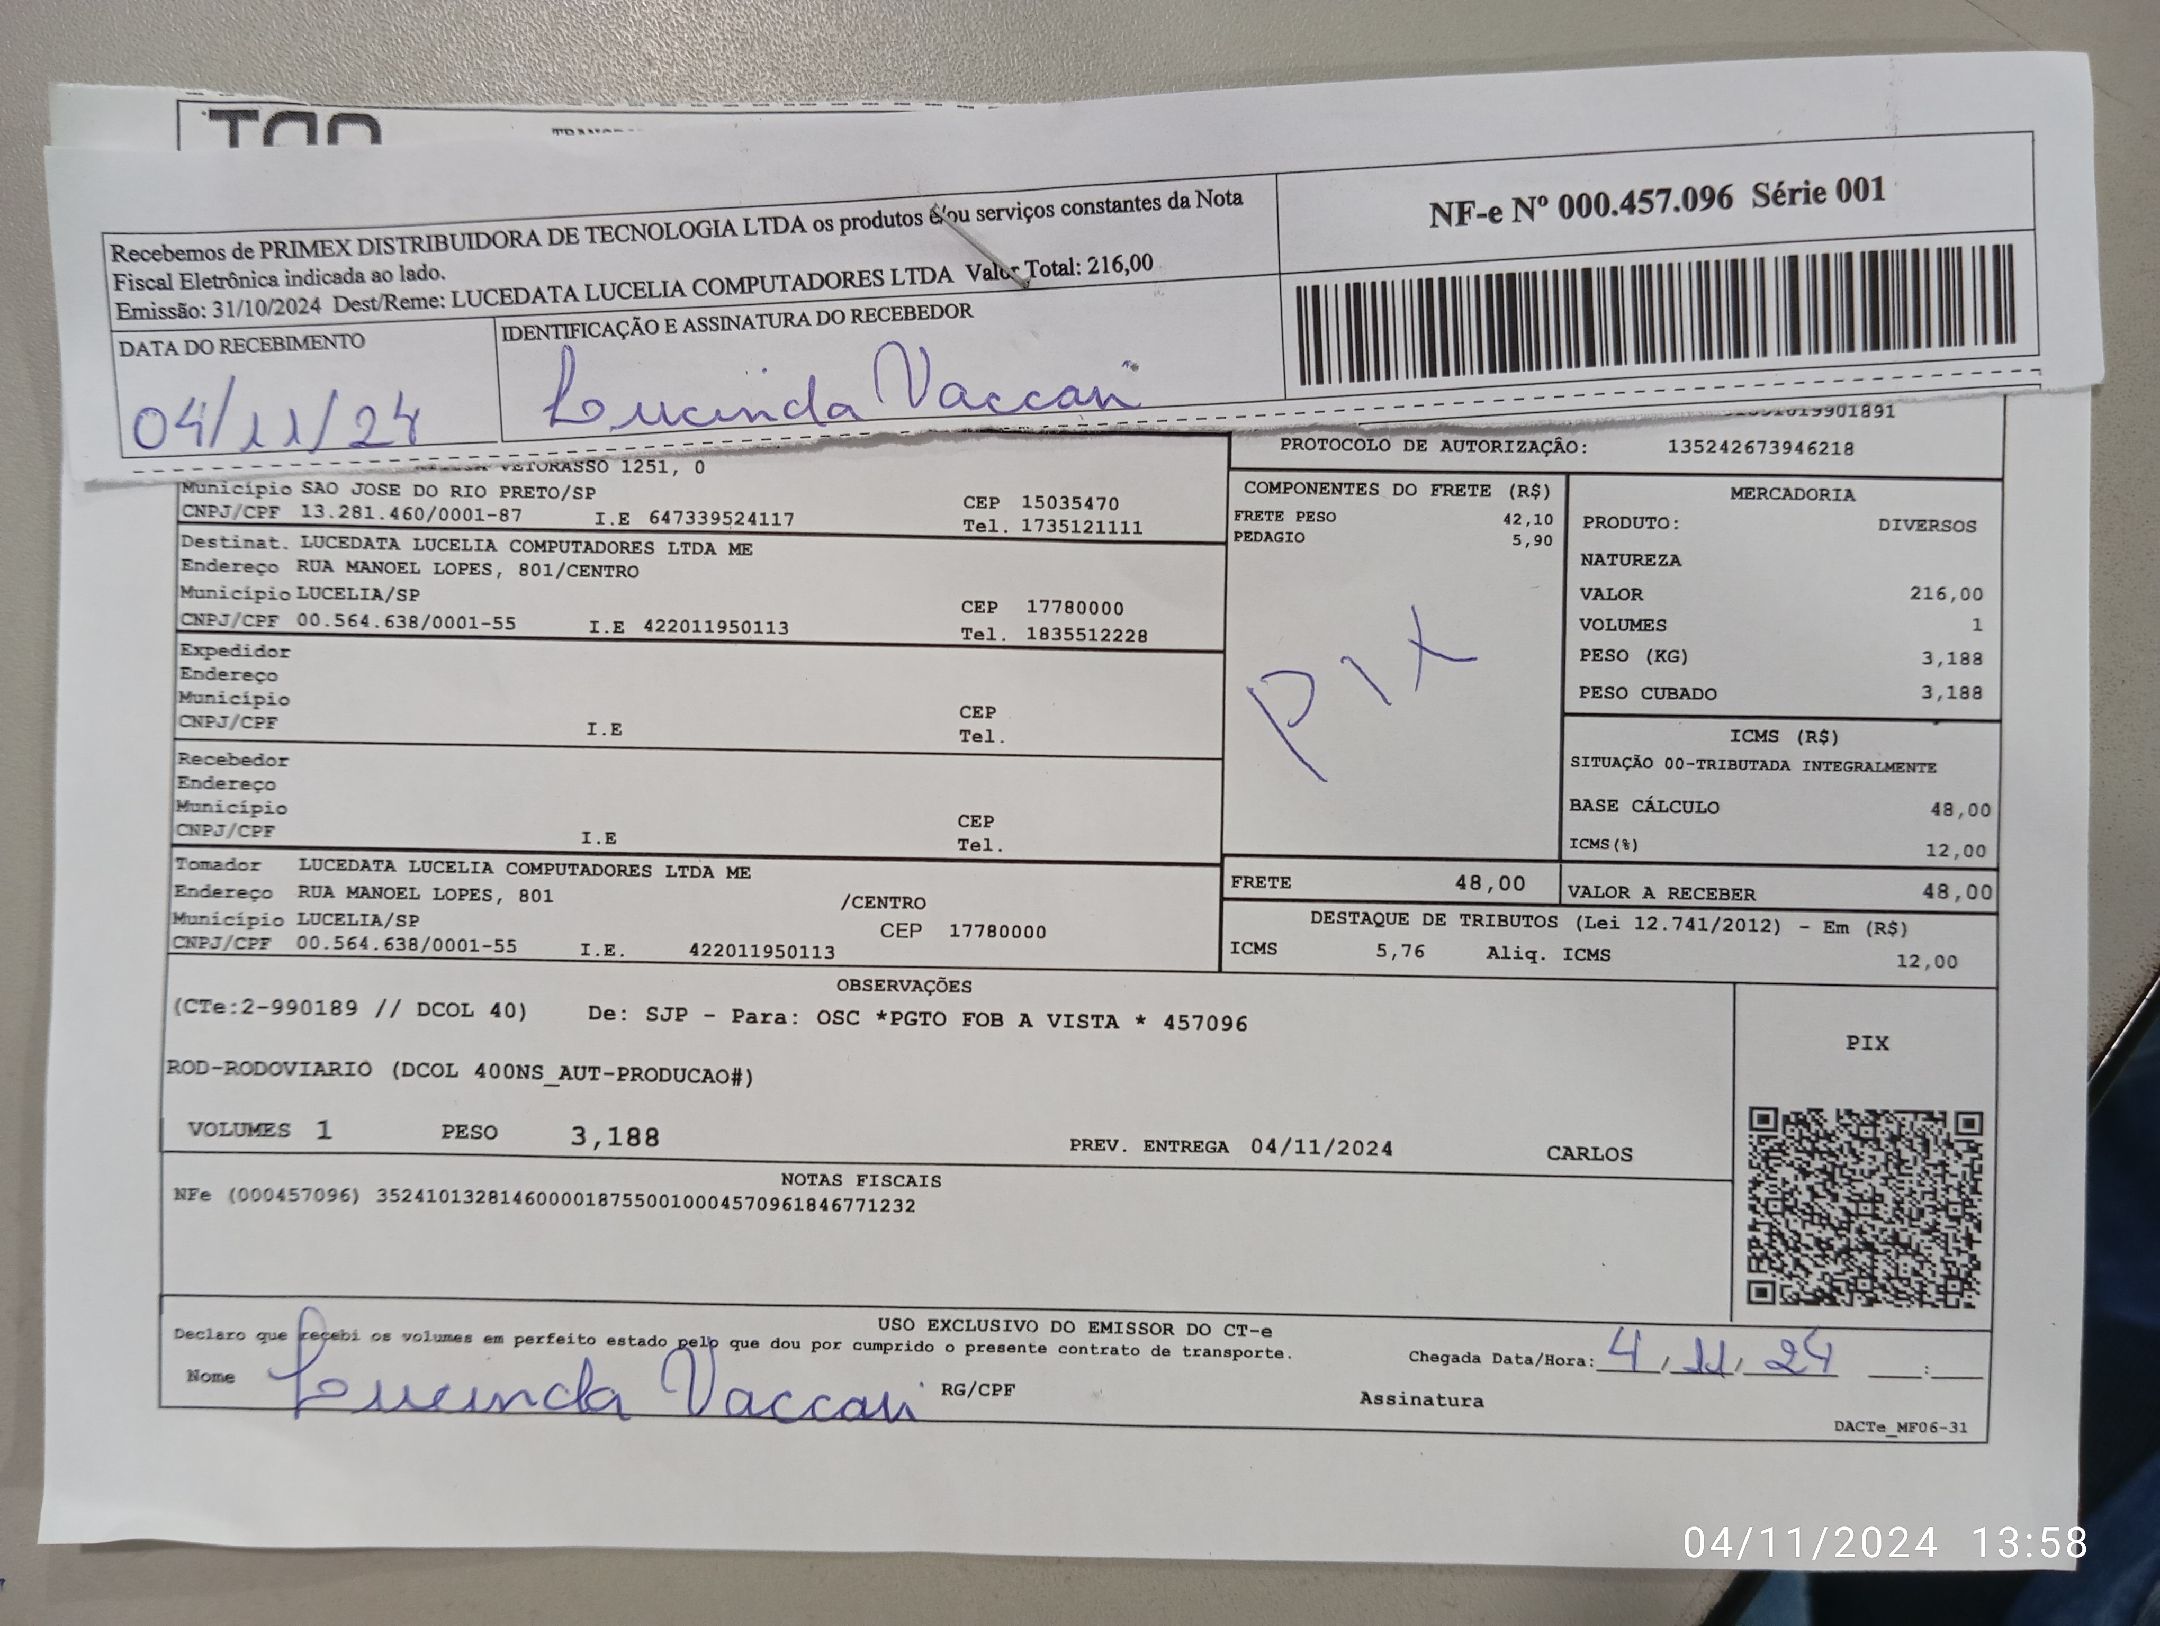 Recebemos de PRIMEX DISTRIBUIDORA DE TECNOLOGIA LTDA os produtos e/ou serviços constantes da Nota
Fiscal Eletrônica indicada ao lado.
Emissão: 31/10/2024 Dest/Reme: LUCEDATA LUCELIA COMPUTADORES LTDA Valor Total: 216,00
NF-e Nº 000.457.096 Série 001
DATA DO RECEBIMENTO
04/11/24
IDENTIFICAÇÃO E ASSINATURA DO RECEBEDOR
Lucinda Vaccari
VETORASSO 1251, 0
Município SAO JOSE DO RIO PRETO/SP CEP 15035470
CNPJ/CPF 13.281.460/0001-87 I.E 647339524117 Tel. 1735121111
Destinat. LUCEDATA LUCELIA COMPUTADORES LTDA ME
Endereço RUA MANOEL LOPES, 801/CENTRO
Município LUCELIA/SP CEP 17780000
CNPJ/CPF 00.564.638/0001-55 I.E 422011950113 Tel. 1835512228
Expedidor
Endereço
Município CEP
CNPJ/CPF I.E Tel.
Recebedor
Endereço
Município CEP
CNPJ/CPF I.E Tel.
Tomador LUCEDATA LUCELIA COMPUTADORES LTDA ME
Endereço RUA MANOEL LOPES, 801 /CENTRO
Município LUCELIA/SP CEP 17780000
CNPJ/CPF 00.564.638/0001-55 I.E. 422011950113
PROTOCOLO DE AUTORIZAÇÃO: 135242673946218
COMPONENTES DO FRETE (R$)
FRETE PESO 42,10
PEDAGIO 5,90
PIX
MERCADORIA
PRODUTO: DIVERSOS
NATUREZA
VALOR 216,00
VOLUMES 1
PESO (KG) 3,188
PESO CUBADO 3,188
ICMS (R$)
SITUAÇÃO 00-TRIBUTADA INTEGRALMENTE
BASE CÁLCULO 48,00
ICMS(%) 12,00
FRETE 48,00
VALOR A RECEBER 48,00
DESTAQUE DE TRIBUTOS (Lei 12.741/2012) - Em (R$)
ICMS 5,76 Aliq. ICMS 12,00
OBSERVAÇÕES
(CTe:2-990189 // DCOL 40) De: SJP - Para: OSC *PGTO FOB A VISTA * 457096
ROD-RODOVIARIO (DCOL 400NS_AUT-PRODUCAO#)
VOLUMES 1 PESO 3,188 PREV. ENTREGA 04/11/2024 CARLOS
PIX
NOTAS FISCAIS
NFe (000457096) 35241013281460000187550010004570961846771232
USO EXCLUSIVO DO EMISSOR DO CT-e
Declaro que recebi os volumes em perfeito estado pelo que dou por cumprido o presente contrato de transporte.
Chegada Data/Hora: 4/11/24 :
Nome Lucinda Vaccari RG/CPF Assinatura
DACTe_MF06-31
04/11/2024 13:58